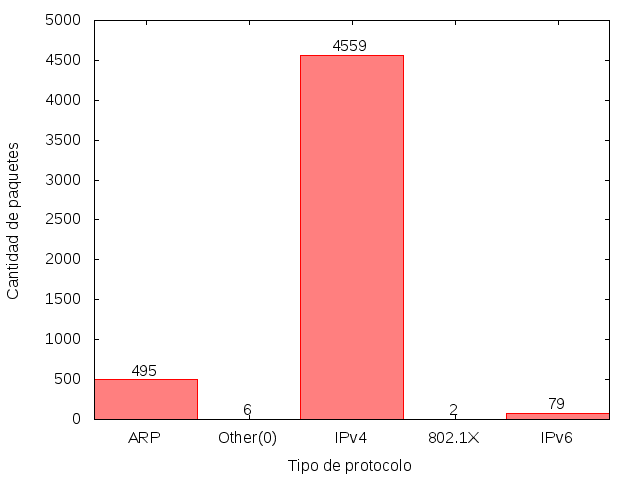 5000
4500
4000
3500
3000
2500
2000
1500
1000
500
0
Cantidad de paquetes
495
6
4559
2
79
ARP
Other(0)
IPv4
802.1X
IPv6
Tipo de protocolo